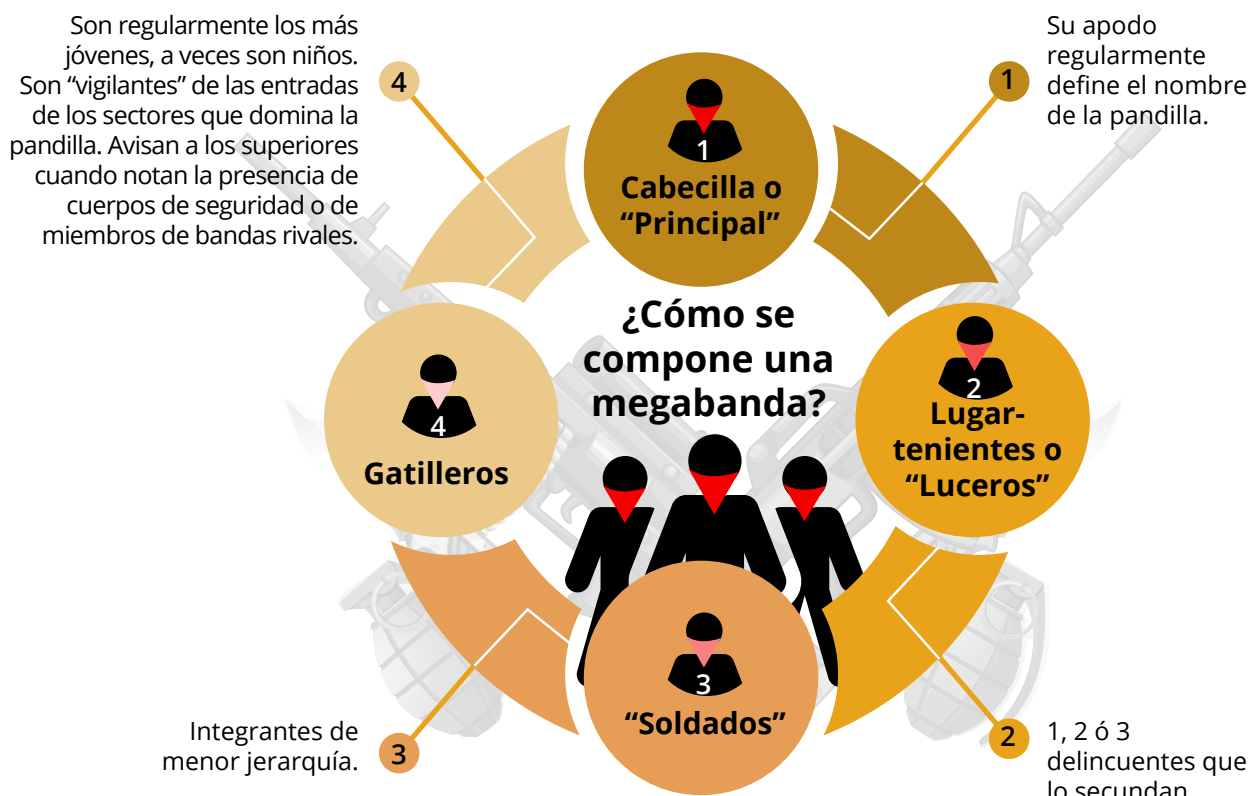 Son regularmente los más
jóvenes, a veces son niños.
Son “vigilantes” de las entradas
de los sectores que domina la
pandilla. Avisan a los superiores
cuando notan la presencia de
cuerpos de seguridad o de
miembros de bandas rivales.
4
1
Su apodo
regularmente
define el nombre
de la pandilla.
1
Cabecilla o
“Principal”
¿Cómo se
compone una
megabanda?
4
Gatilleros
2
Lugar-
tenientes o
“Luceros”
3
“Soldados”
Integrantes de
menor jerarquía.
3
2
1, 2 ó 3
delincuentes que
lo secundan